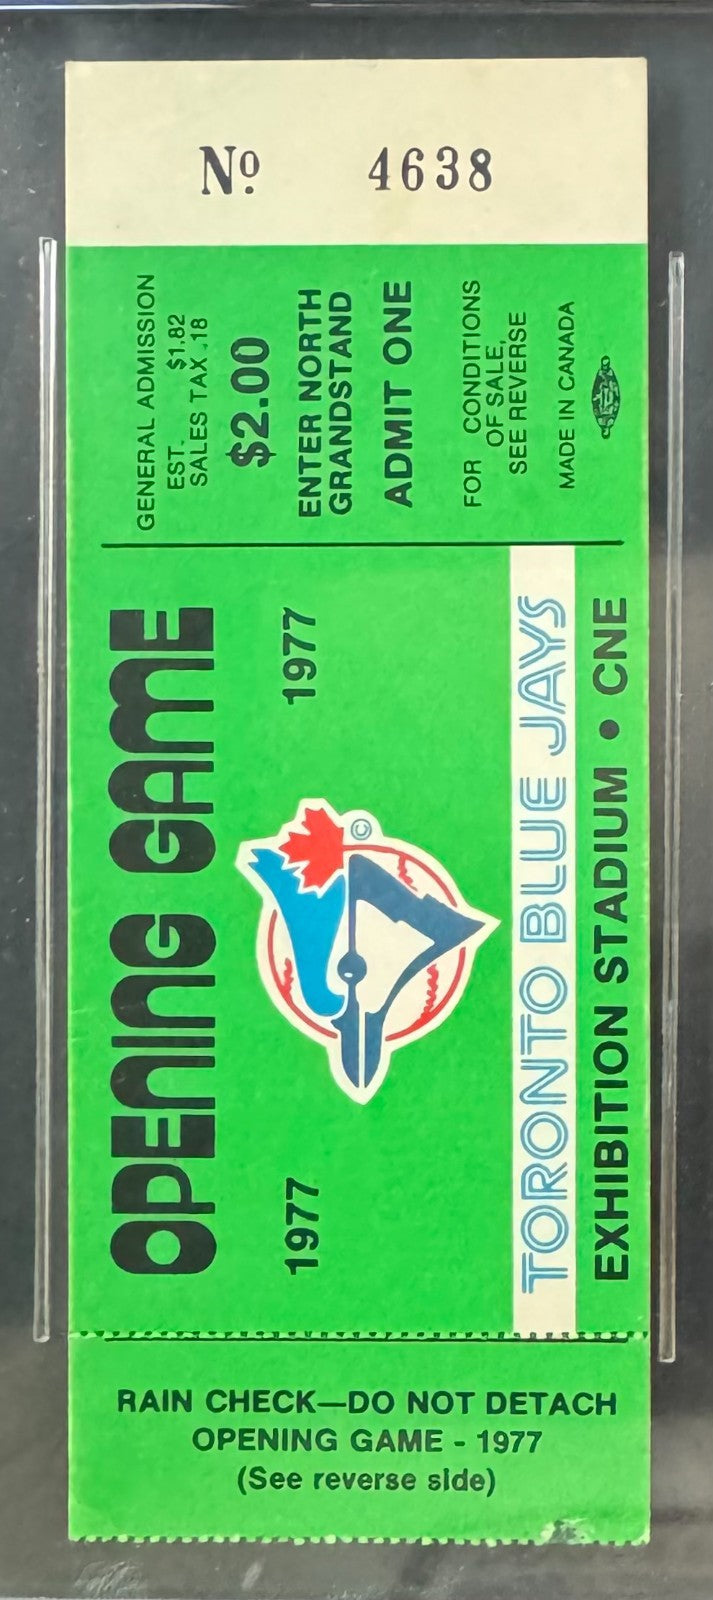 Nº 4638
GENERAL ADMISSION
EST. $1.82
SALES TAX .18
$2.00
ENTER NORTH
GRANDSTAND
ADMIT ONE
FOR CONDITIONS
OF SALE,
SEE REVERSE
MADE IN CANADA
OPENING GAME
1977 1977
©
TORONTO BLUE JAYS
EXHIBITION STADIUM • CNE
RAIN CHECK—DO NOT DETACH
OPENING GAME - 1977
(See reverse side)